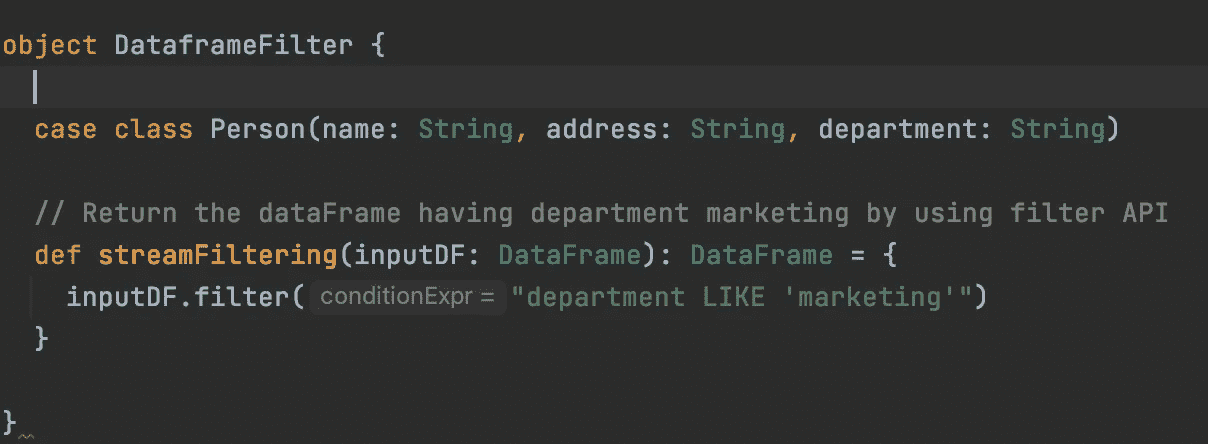 object DataframeFilter {
case class Person(name: String, address: String, department: String)
// Return the dataFrame having department marketing by using filter API
def streamFiltering(inputDF: DataFrame): DataFrame = {
inputDF.filter( conditionExpr = "department LIKE 'marketing'")
}
}